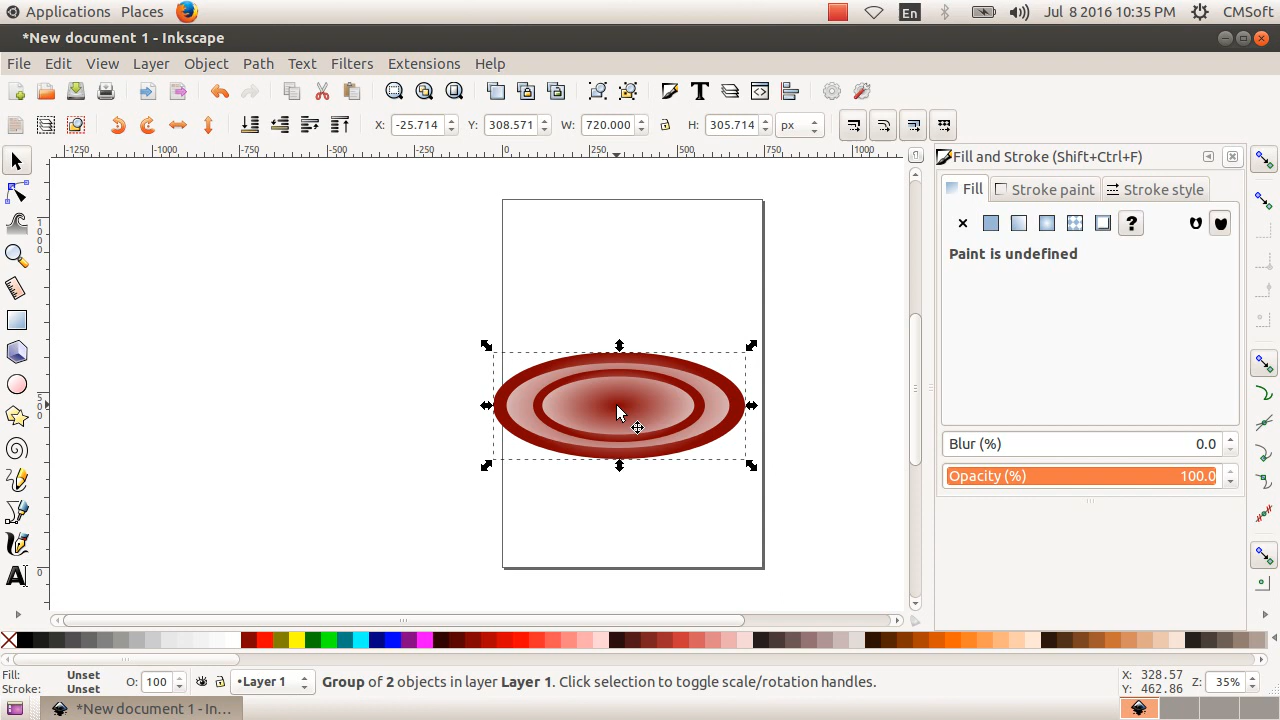 Applications Places En Jul 8 2016 10:35 PM CMSoft
*New document 1 - Inkscape
File Edit View Layer Object Path Text Filters Extensions Help
X: -25.714 Y: 308.571 W: 720.000 H: 305.714 px
-1250 -1000 -750 -500 -250 0 250 500 750 1000
Fill and Stroke (Shift+Ctrl+F)
Fill Stroke paint Stroke style
?
Paint is undefined
1000
500
0
Blur (%) 0.0
Opacity (%) 100.0
Fill: Unset
Stroke: Unset
O: 100 •Layer 1 Group of 2 objects in layer Layer 1. Click selection to toggle scale/rotation handles. X: 328.57 Z: 35%
Y: 462.86
*New document 1 - In...